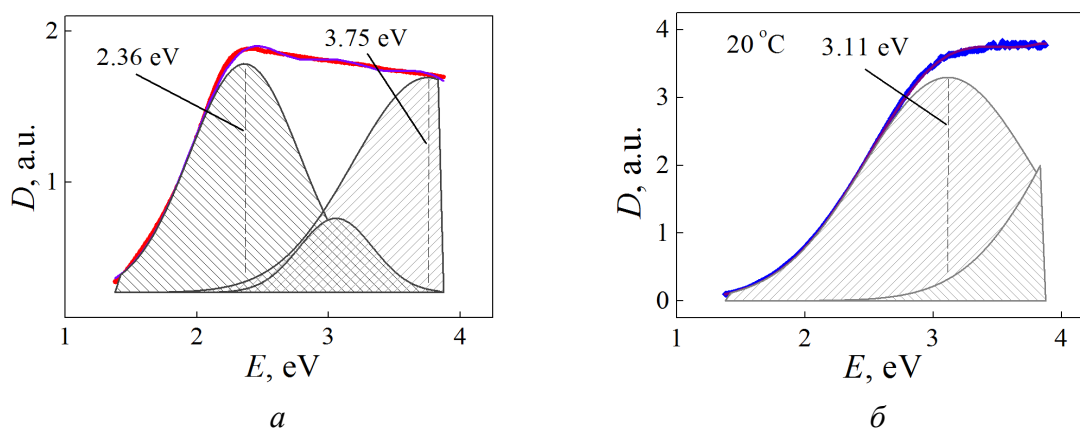 2
1
D, a.u.
2.36 eV
3.75 eV
1 2 3 4
E, eV
а
4
3
2
1
0
D, a.u.
20 °C
3.11 eV
1 2 3 4
E, eV
б